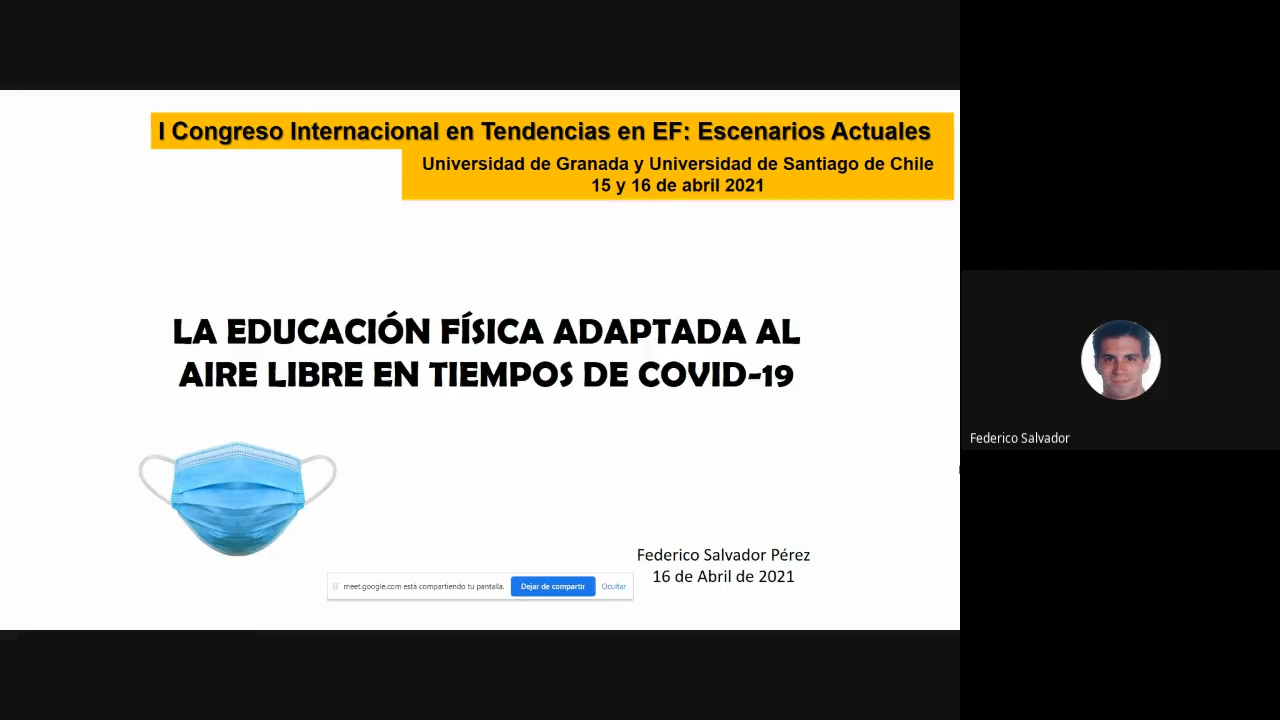 I Congreso Internacional en Tendencias en EF: Escenarios Actuales
Universidad de Granada y Universidad de Santiago de Chile
15 y 16 de abril 2021
LA EDUCACIÓN FÍSICA ADAPTADA AL
AIRE LIBRE EN TIEMPOS DE COVID-19
Federico Salvador
Federico Salvador Pérez
16 de Abril de 2021
meet.google.com está compartiendo tu pantalla. Dejar de compartir Ocultar